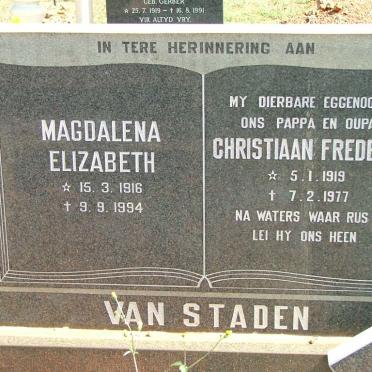 GEB. GERBER
☆ 25.7.1919 – † 16.8.1991
VIR ALTYD VRY.
IN TERE HERINNERING AAN
MAGDALENA
ELIZABETH
☆ 15.3.1916
† 9.9.1994
MY DIERBARE EGGENOO
ONS PAPPA EN OUPA
CHRISTIAAN FREDE
☆ 5.1.1919
† 7.2.1977
NA WATERS WAAR RUS
LEI HY ONS HEEN
VAN STADEN